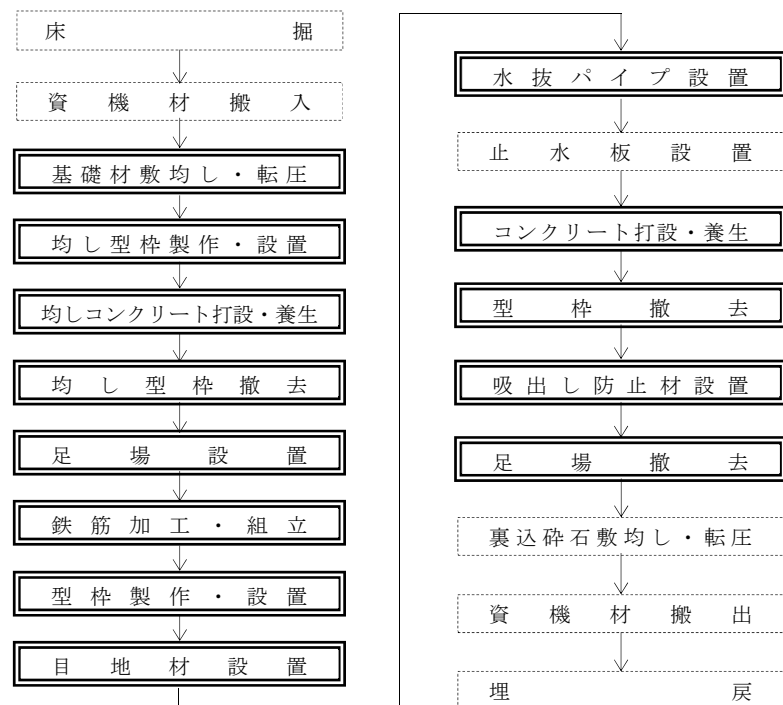 床掘
資機材搬入
基礎材敷均し・転圧
均し型枠製作・設置
均しコンクリート打設・養生
均し型枠撤去
足場設置
鉄筋加工・組立
型枠製作・設置
目地材設置
水抜パイプ設置
止水板設置
コンクリート打設・養生
型枠撤去
吸出し防止材設置
足場撤去
裏込砕石敷均し・転圧
資機材搬出
埋戻